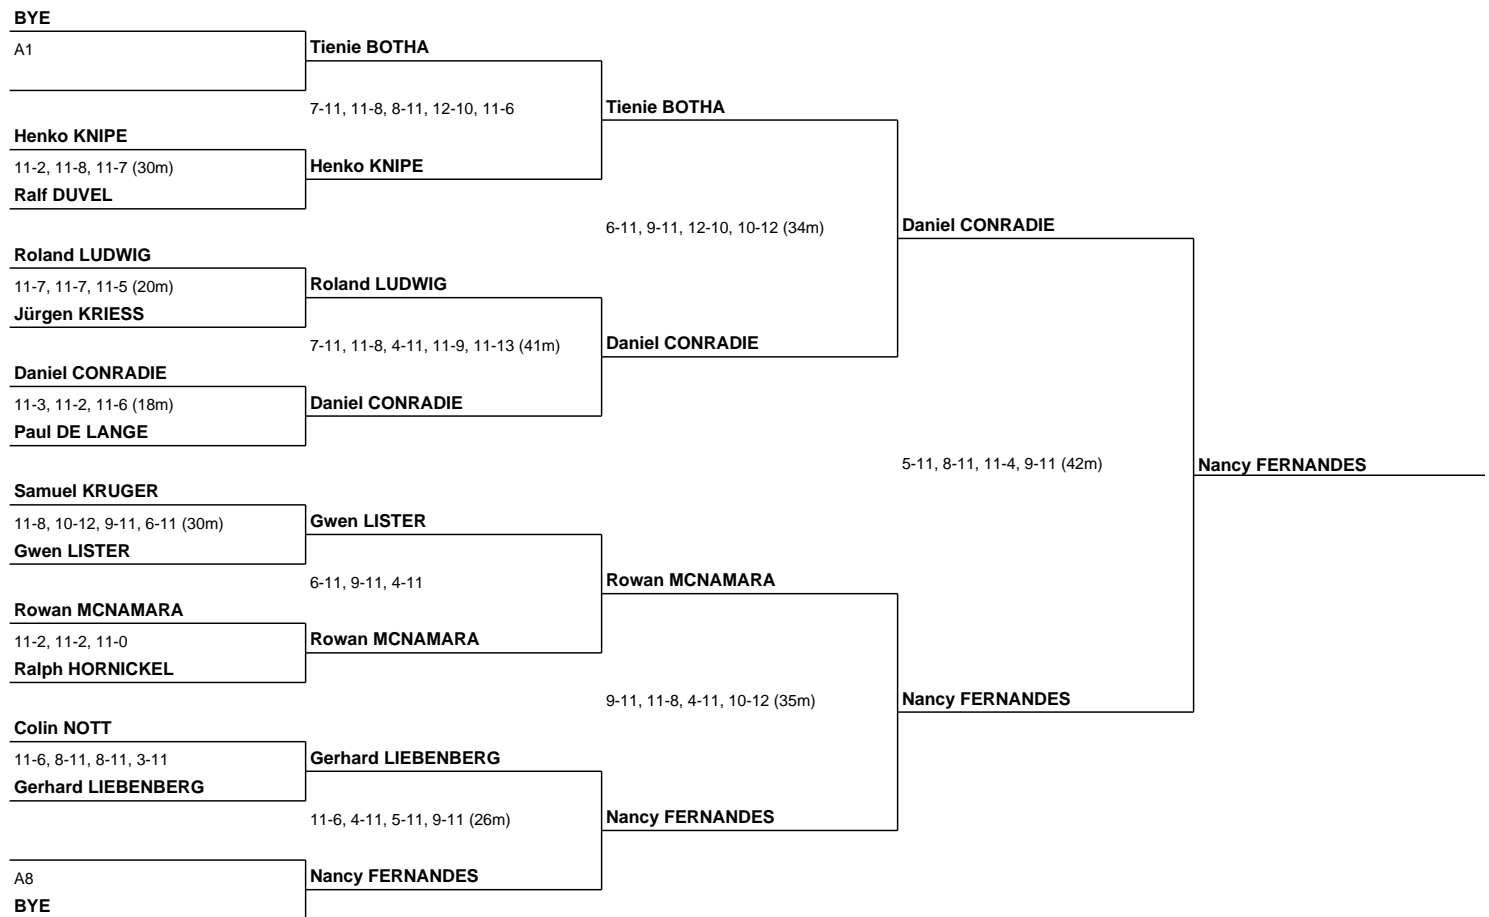 BYE
A1
Tienie BOTHA
7-11, 11-8, 8-11, 12-10, 11-6
Tienie BOTHA
Henko KNIPE
11-2, 11-8, 11-7 (30m)
Henko KNIPE
Ralf DUVEL
6-11, 9-11, 12-10, 10-12 (34m)
Daniel CONRADIE
Roland LUDWIG
11-7, 11-7, 11-5 (20m)
Roland LUDWIG
Jürgen KRIESS
7-11, 11-8, 4-11, 11-9, 11-13 (41m)
Daniel CONRADIE
Daniel CONRADIE
11-3, 11-2, 11-6 (18m)
Daniel CONRADIE
Paul DE LANGE
5-11, 8-11, 11-4, 9-11 (42m)
Nancy FERNANDES
Samuel KRUGER
11-8, 10-12, 9-11, 6-11 (30m)
Gwen LISTER
Gwen LISTER
6-11, 9-11, 4-11
Rowan MCNAMARA
Rowan MCNAMARA
11-2, 11-2, 11-0
Rowan MCNAMARA
Ralph HORNICKEL
9-11, 11-8, 4-11, 10-12 (35m)
Nancy FERNANDES
Colin NOTT
11-6, 8-11, 8-11, 3-11
Gerhard LIEBENBERG
Gerhard LIEBENBERG
11-6, 4-11, 5-11, 9-11 (26m)
Nancy FERNANDES
A8
Nancy FERNANDES
BYE